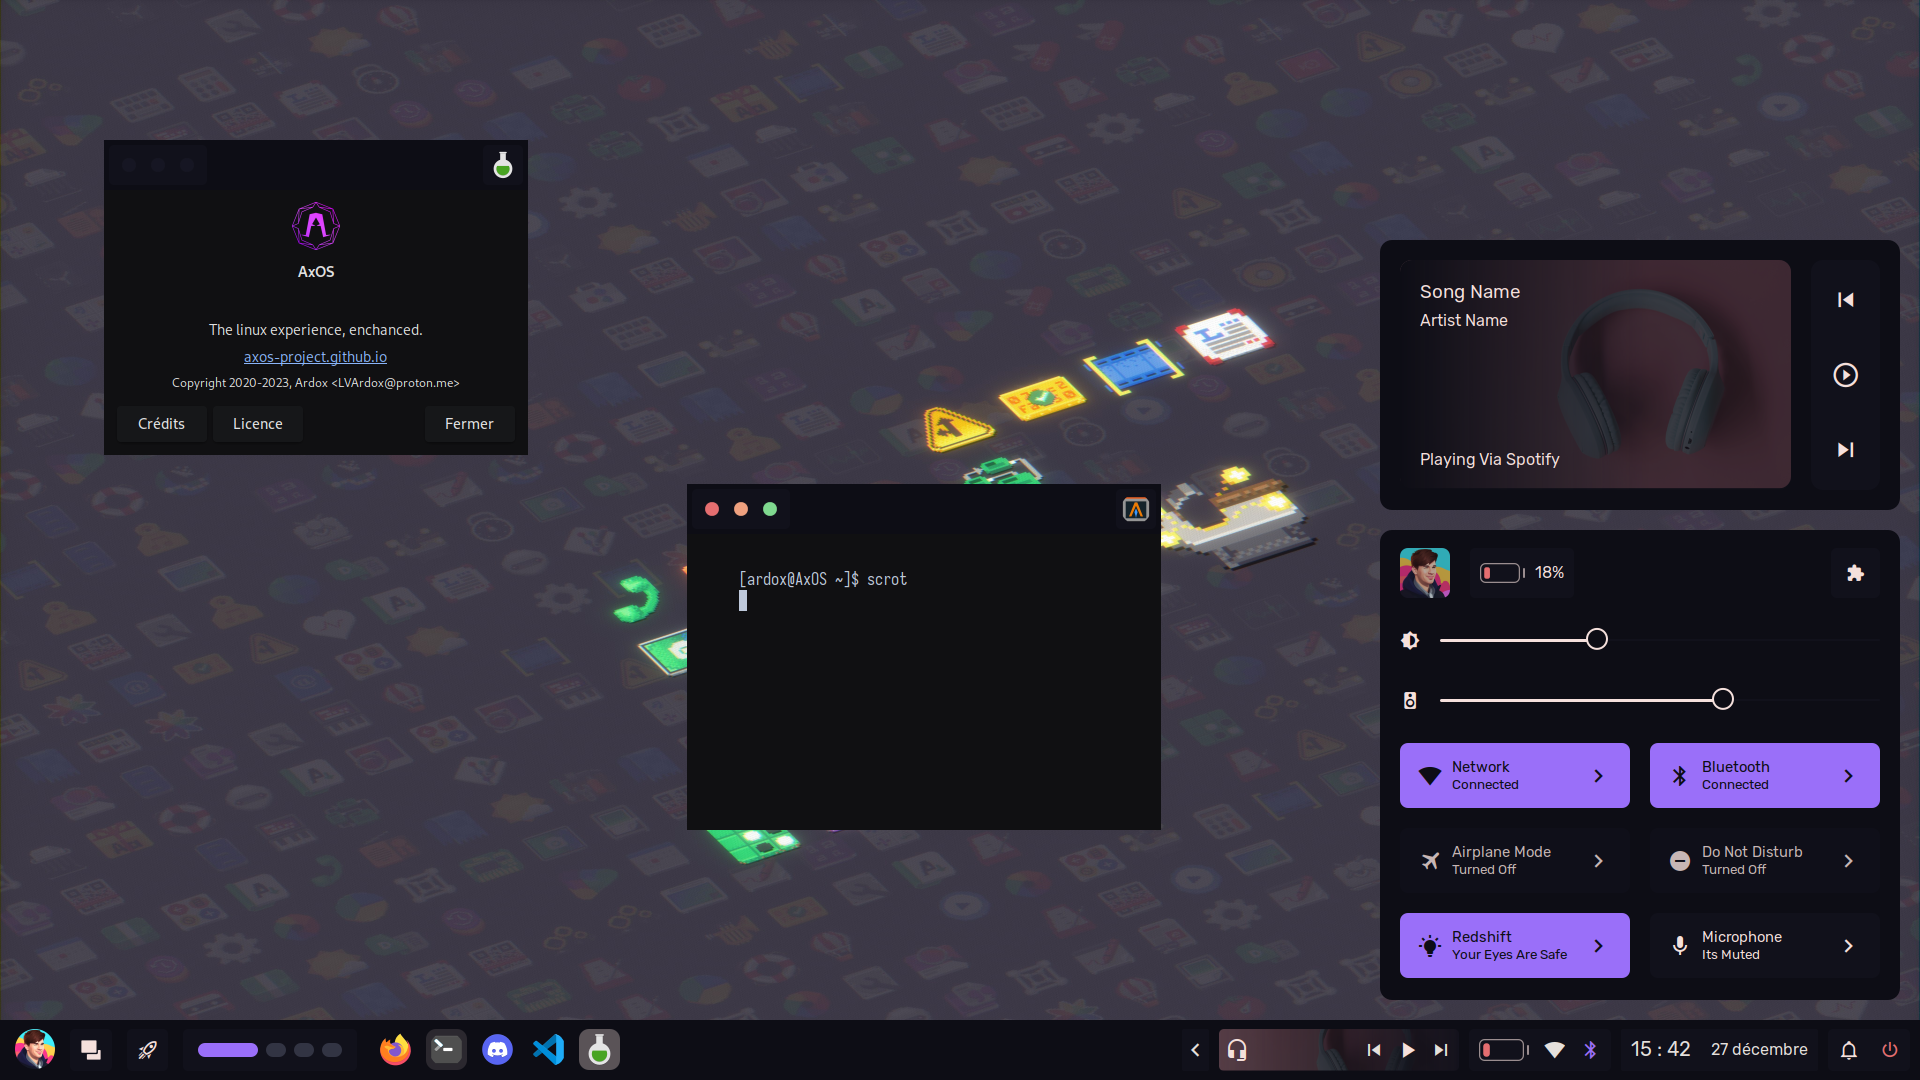 AxOS
The linux experience, enchanced.
axos-project.github.io
Copyright 2020-2023, Ardox <LVArdox@proton.me>
Crédits
Licence
Fermer
[ardox@AxOS ~]$ scrot
Song Name
Artist Name
Playing Via Spotify
18%
Network
Connected
Bluetooth
Connected
Airplane Mode
Turned Off
Do Not Disturb
Turned Off
Redshift
Your Eyes Are Safe
Microphone
Its Muted
15 : 42
27 décembre